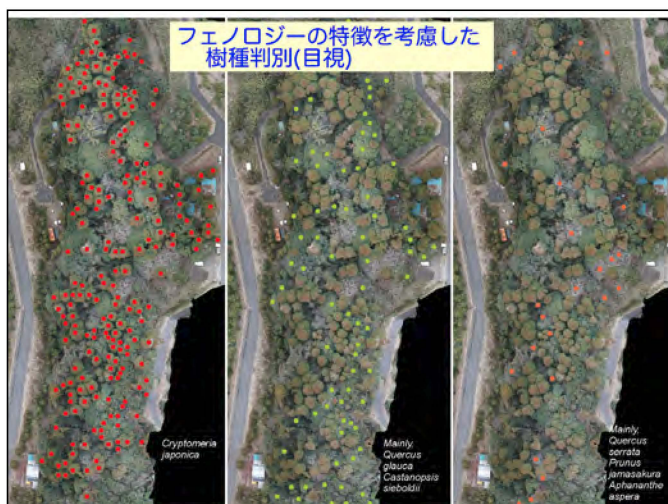 フェノロジーの特徴を考慮した
樹種判別(目視)
Cryptomeria
japonica
Mainly,
Quercus
glauca
Castanopsis
sieboldii
Mainly,
Quercus
serrata
Prunus
jamasakura
Aphananthe
aspera